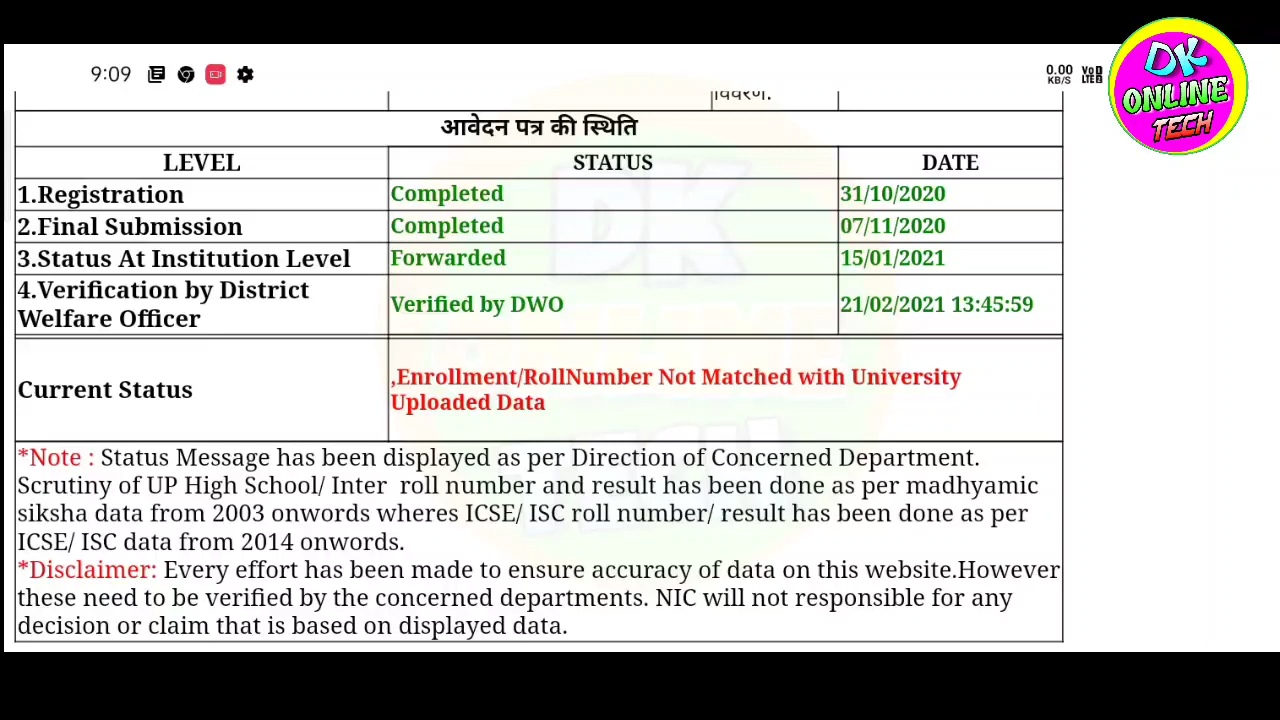 9:09
0.00
KB/S
VoD
LTED
DK
ONLINE
TECH
विवरण:
आवेदन पत्र की स्थिति
LEVEL STATUS DATE
1.Registration Completed 31/10/2020
2.Final Submission Completed 07/11/2020
3.Status At Institution Level Forwarded 15/01/2021
4.Verification by District
Welfare Officer
Verified by DWO 21/02/2021 13:45:59
Current Status
,Enrollment/RollNumber Not Matched with University
Uploaded Data
*Note : Status Message has been displayed as per Direction of Concerned Department.
Scrutiny of UP High School/ Inter roll number and result has been done as per madhyamic
siksha data from 2003 onwords wheres ICSE/ ISC roll number/ result has been done as per
ICSE/ ISC data from 2014 onwords.
*Disclaimer: Every effort has been made to ensure accuracy of data on this website.However
these need to be verified by the concerned departments. NIC will not responsible for any
decision or claim that is based on displayed data.
DK
ONLINE
TECH